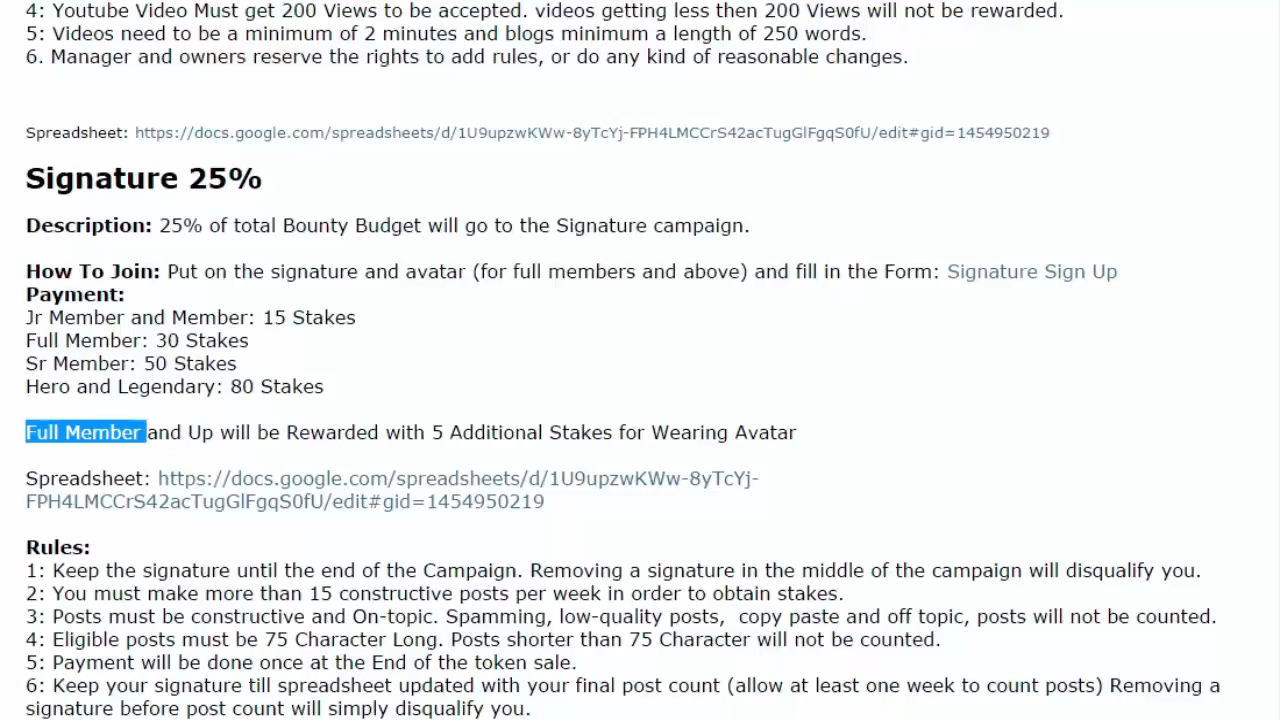 4: Youtube Video Must get 200 Views to be accepted. videos getting less then 200 Views will not be rewarded.
5: Videos need to be a minimum of 2 minutes and blogs minimum a length of 250 words.
6. Manager and owners reserve the rights to add rules, or do any kind of reasonable changes.
Spreadsheet: https://docs.google.com/spreadsheets/d/1U9upzwKWw-8yTcYj-FPH4LMCCrS42acTugGlFgqS0fU/edit#gid=1454950219
Signature 25%
Description: 25% of total Bounty Budget will go to the Signature campaign.
How To Join: Put on the signature and avatar (for full members and above) and fill in the Form: Signature Sign Up
Payment:
Jr Member and Member: 15 Stakes
Full Member: 30 Stakes
Sr Member: 50 Stakes
Hero and Legendary: 80 Stakes
Full Member and Up will be Rewarded with 5 Additional Stakes for Wearing Avatar
Spreadsheet: https://docs.google.com/spreadsheets/d/1U9upzwKWw-8yTcYj-
FPH4LMCCrS42acTugGlFgqS0fU/edit#gid=1454950219
Rules:
1: Keep the signature until the end of the Campaign. Removing a signature in the middle of the campaign will disqualify you.
2: You must make more than 15 constructive posts per week in order to obtain stakes.
3: Posts must be constructive and On-topic. Spamming, low-quality posts,  copy paste and off topic, posts will not be counted.
4: Eligible posts must be 75 Character Long. Posts shorter than 75 Character will not be counted.
5: Payment will be done once at the End of the token sale.
6: Keep your signature till spreadsheet updated with your final post count (allow at least one week to count posts) Removing a
signature before post count will simply disqualify you.